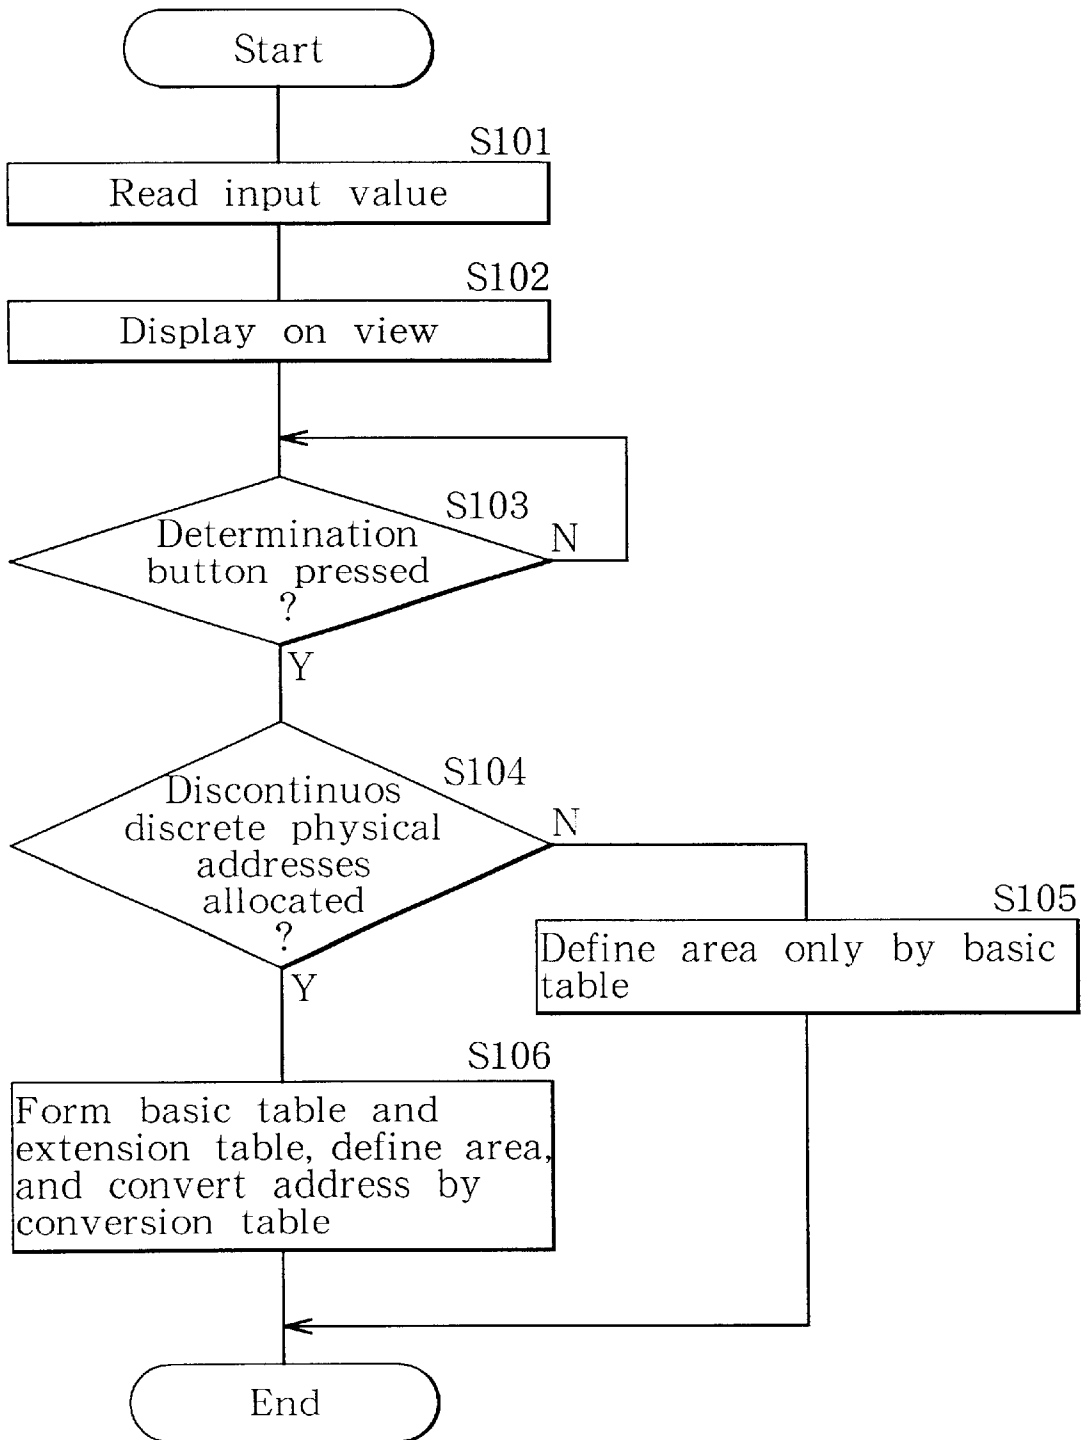 Start
S101
Read input value
S102
Display on view
S103
Determination
button pressed
?
N
Y
S104
Discontinuos
discrete physical
addresses
allocated
?
N
Y
S105
Define area only by basic
table
S106
Form basic table and
extension table, define area,
and convert address by
conversion table
End